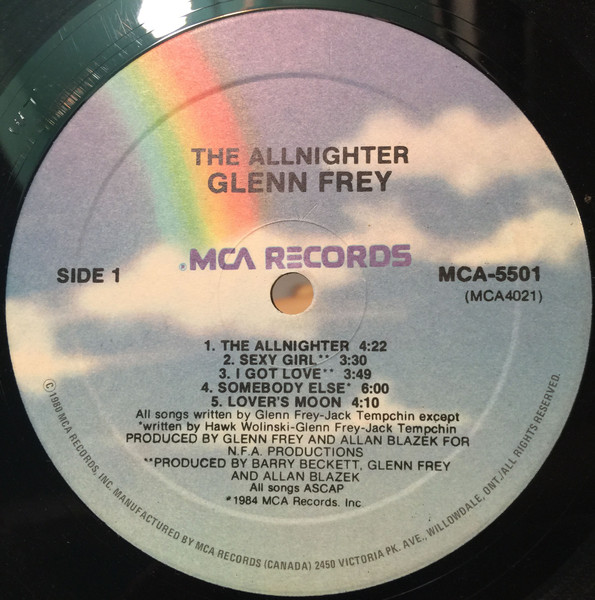 THE ALLNIGHTER
GLENN FREY
®MCA RECORDS
SIDE 1
MCA-5501
(MCA4021)
1. THE ALLNIGHTER 4:22
2. SEXY GIRL** 3:30
3. I GOT LOVE** 3:49
4. SOMEBODY ELSE* 6:00
5. LOVER'S MOON 4:10
All songs written by Glenn Frey-Jack Tempchin except
*written by Hawk Wolinski-Glenn Frey-Jack Tempchin
PRODUCED BY GLENN FREY AND ALLAN BLAZEK FOR
N.F.A. PRODUCTIONS
**PRODUCED BY BARRY BECKETT, GLENN FREY
AND ALLAN BLAZEK
All songs ASCAP
℗1984 MCA Records, Inc
©1980 MCA RECORDS, INC. MANUFACTURED BY MCA RECORDS (CANADA) 2450 VICTORIA PK. AVE., WILLOWDALE, ONT./ALL RIGHTS RESERVED.